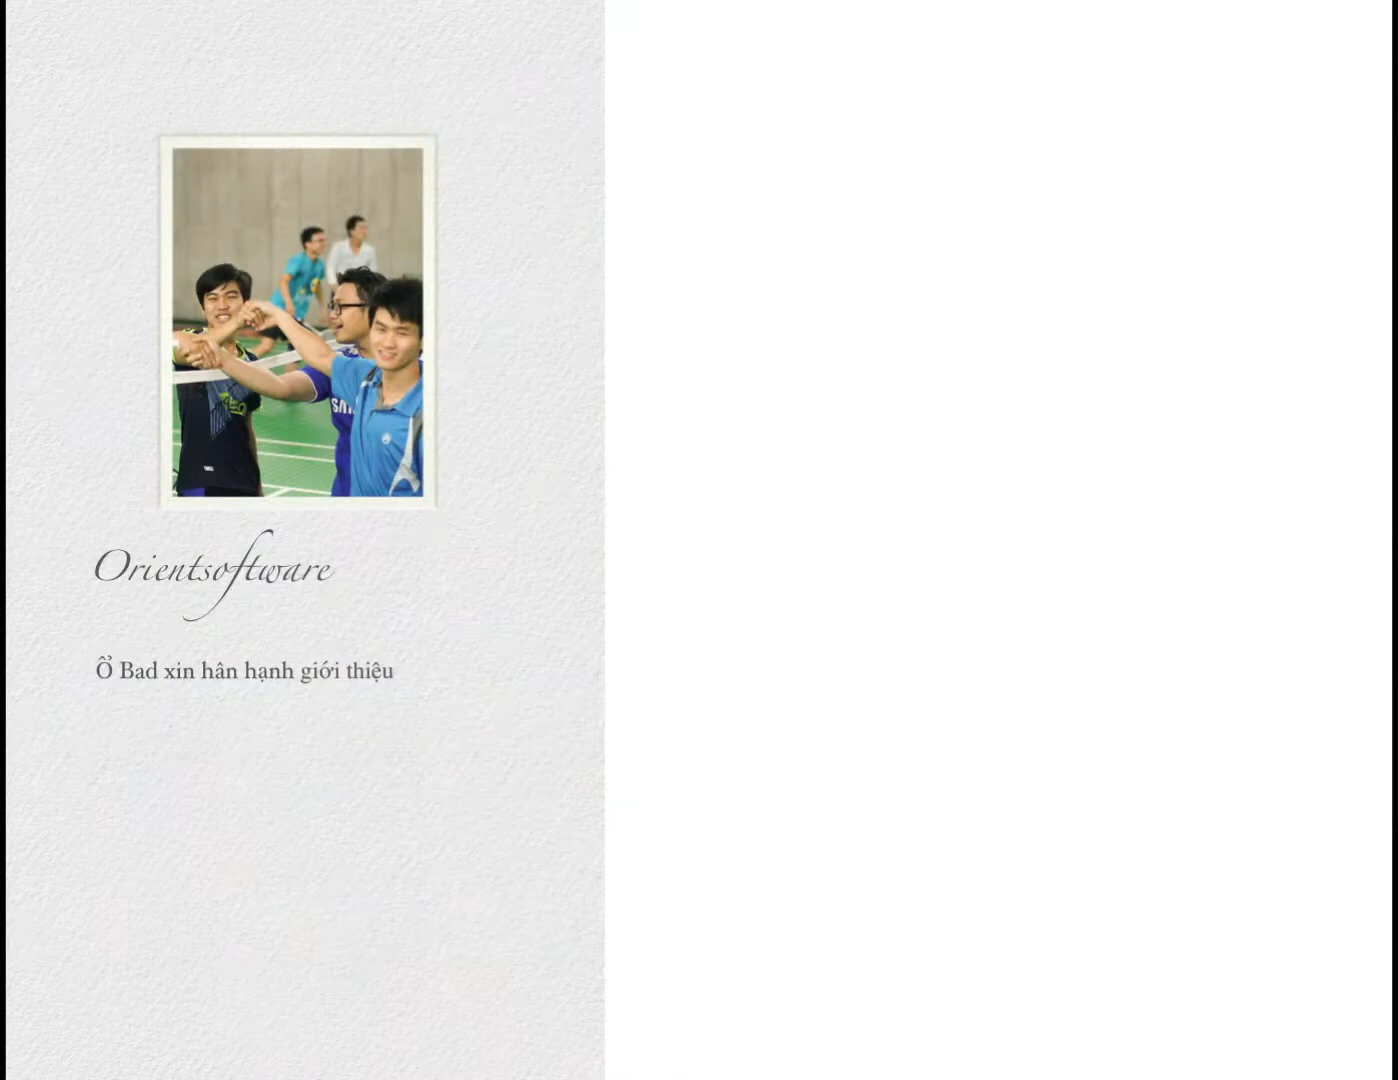 Orientsoftware
Ổ Bad xin hân hạnh giới thiệu